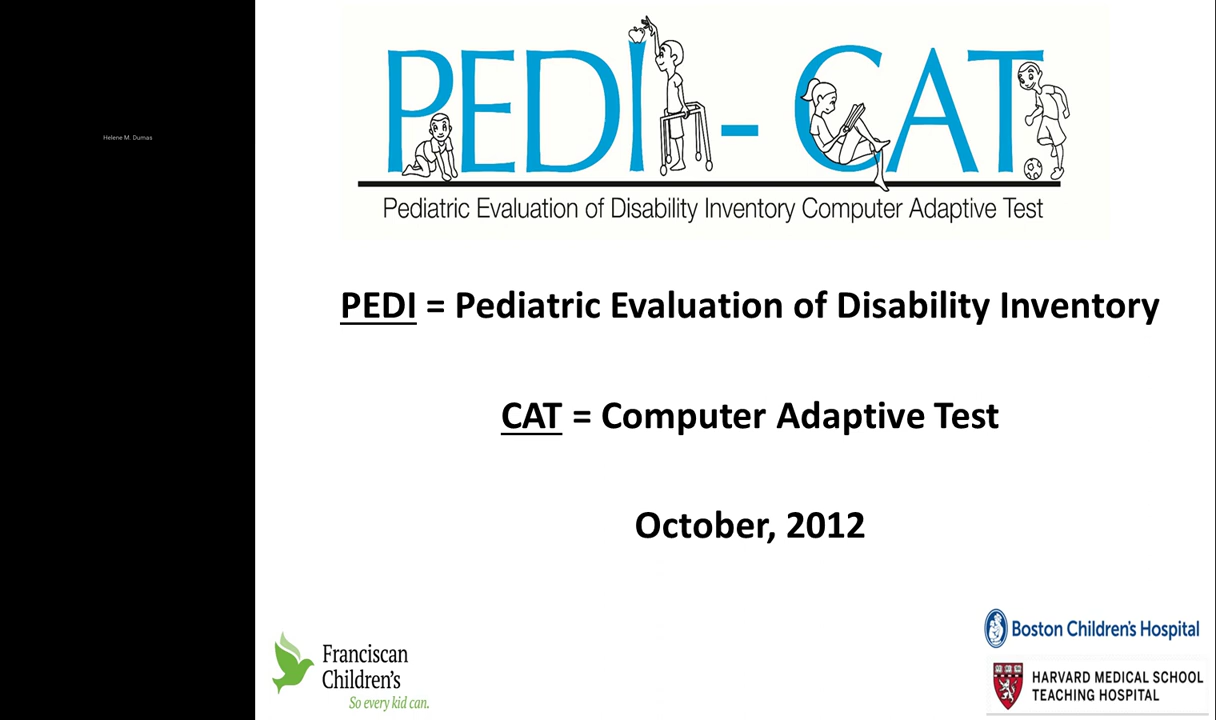 Helene M. Dumas
PEDI - CAT
Pediatric Evaluation of Disability Inventory Computer Adaptive Test
PEDI = Pediatric Evaluation of Disability Inventory
CAT = Computer Adaptive Test
October, 2012
Franciscan
Children's
So every kid can.
Boston Children's Hospital
HARVARD MEDICAL SCHOOL
TEACHING HOSPITAL